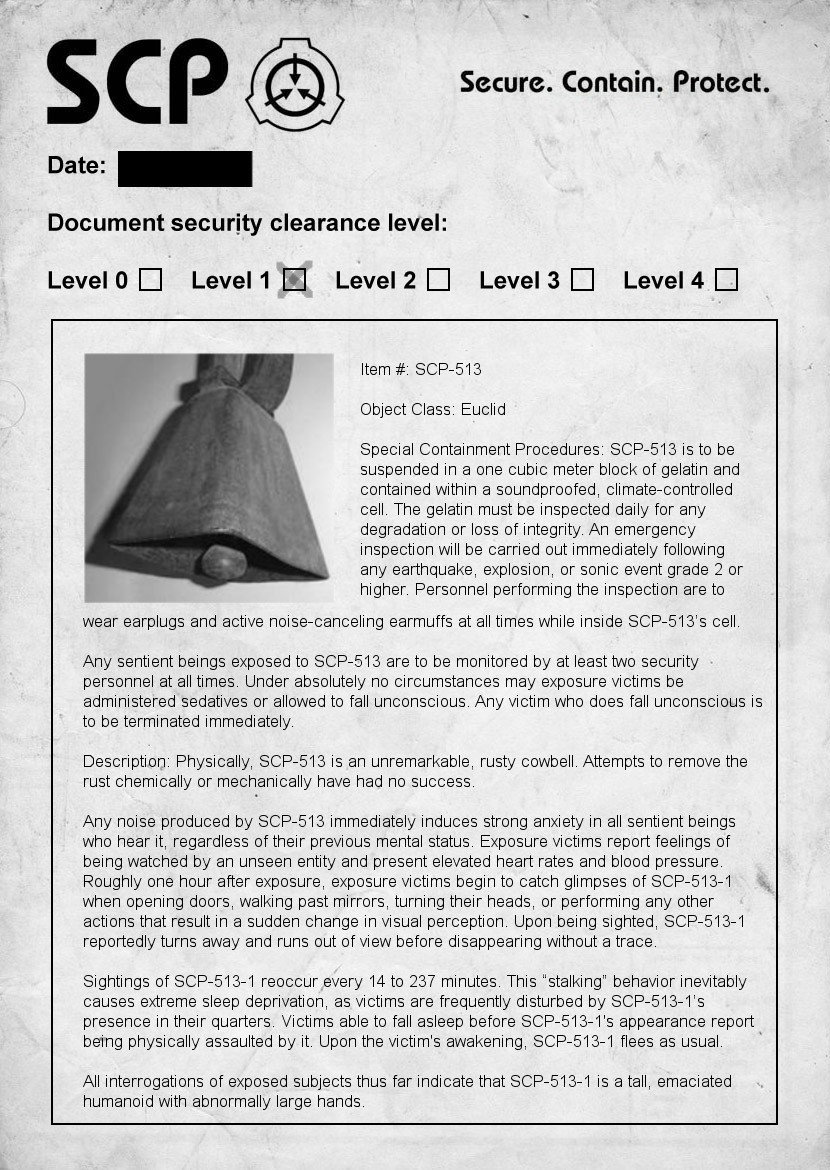 SCP
Secure. Contain. Protect.
Date:
Document security clearance level:
Level 0 Level 1 Level 2 Level 3 Level 4
Item #: SCP-513
Object Class: Euclid
Special Containment Procedures: SCP-513 is to be
suspended in a one cubic meter block of gelatin and
contained within a soundproofed, climate-controlled
cell. The gelatin must be inspected daily for any
degradation or loss of integrity. An emergency
inspection will be carried out immediately following
any earthquake, explosion, or sonic event grade 2 or
higher. Personnel performing the inspection are to
wear earplugs and active noise-canceling earmuffs at all times while inside SCP-513's cell.
Any sentient beings exposed to SCP-513 are to be monitored by at least two security
personnel at all times. Under absolutely no circumstances may exposure victims be
administered sedatives or allowed to fall unconscious. Any victim who does fall unconscious is
to be terminated immediately.
Description: Physically, SCP-513 is an unremarkable, rusty cowbell. Attempts to remove the
rust chemically or mechanically have had no success.
Any noise produced by SCP-513 immediately induces strong anxiety in all sentient beings
who hear it, regardless of their previous mental status. Exposure victims report feelings of
being watched by an unseen entity and present elevated heart rates and blood pressure.
Roughly one hour after exposure, exposure victims begin to catch glimpses of SCP-513-1
when opening doors, walking past mirrors, turning their heads, or performing any other
actions that result in a sudden change in visual perception. Upon being sighted, SCP-513-1
reportedly turns away and runs out of view before disappearing without a trace.
Sightings of SCP-513-1 reoccur every 14 to 237 minutes. This “stalking” behavior inevitably
causes extreme sleep deprivation, as victims are frequently disturbed by SCP-513-1's
presence in their quarters. Victims able to fall asleep before SCP-513-1's appearance report
being physically assaulted by it. Upon the victim's awakening, SCP-513-1 flees as usual.
All interrogations of exposed subjects thus far indicate that SCP-513-1 is a tall, emaciated
humanoid with abnormally large hands.